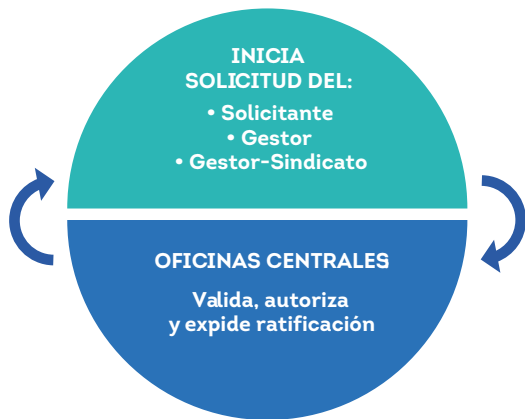 INICIA
SOLICITUD DEL:
• Solicitante
• Gestor
• Gestor-Sindicato
OFICINAS CENTRALES
Valida, autoriza
y expide ratificación